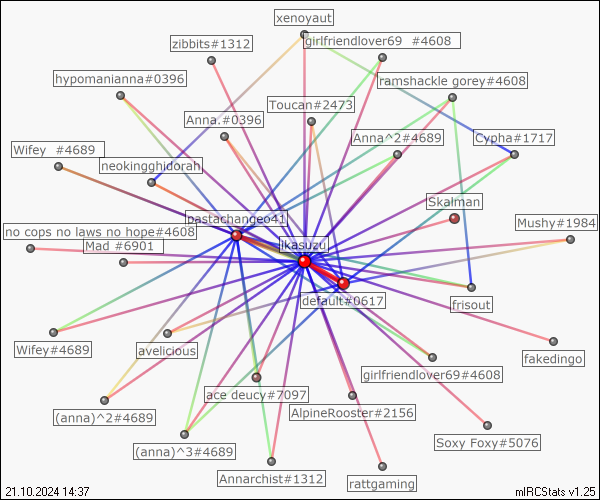 xenoyaut
zibbits#1312
girlfriendlover69 #4608
hypomanianna#0396
ramshackle gorey#4608
Toucan#2473
Anna.#0396
Anna^2#4689
Cypha#1717
Wifey #4689
neokingghidorah
Skalman
pastachangeo41
Mushy#1984
no cops no laws no hope#4608
Mad #6901
ikasuzu
default#0617
frisout
Wifey#4689
avelicious
fakedingo
girlfriendlover69#4608
ace deucy#7097
(anna)^2#4689
AlpineRooster#2156
Soxy Foxy#5076
(anna)^3#4689
Annarchist#1312
rattgaming
21.10.2024 14:37
mIRCStats v1.25